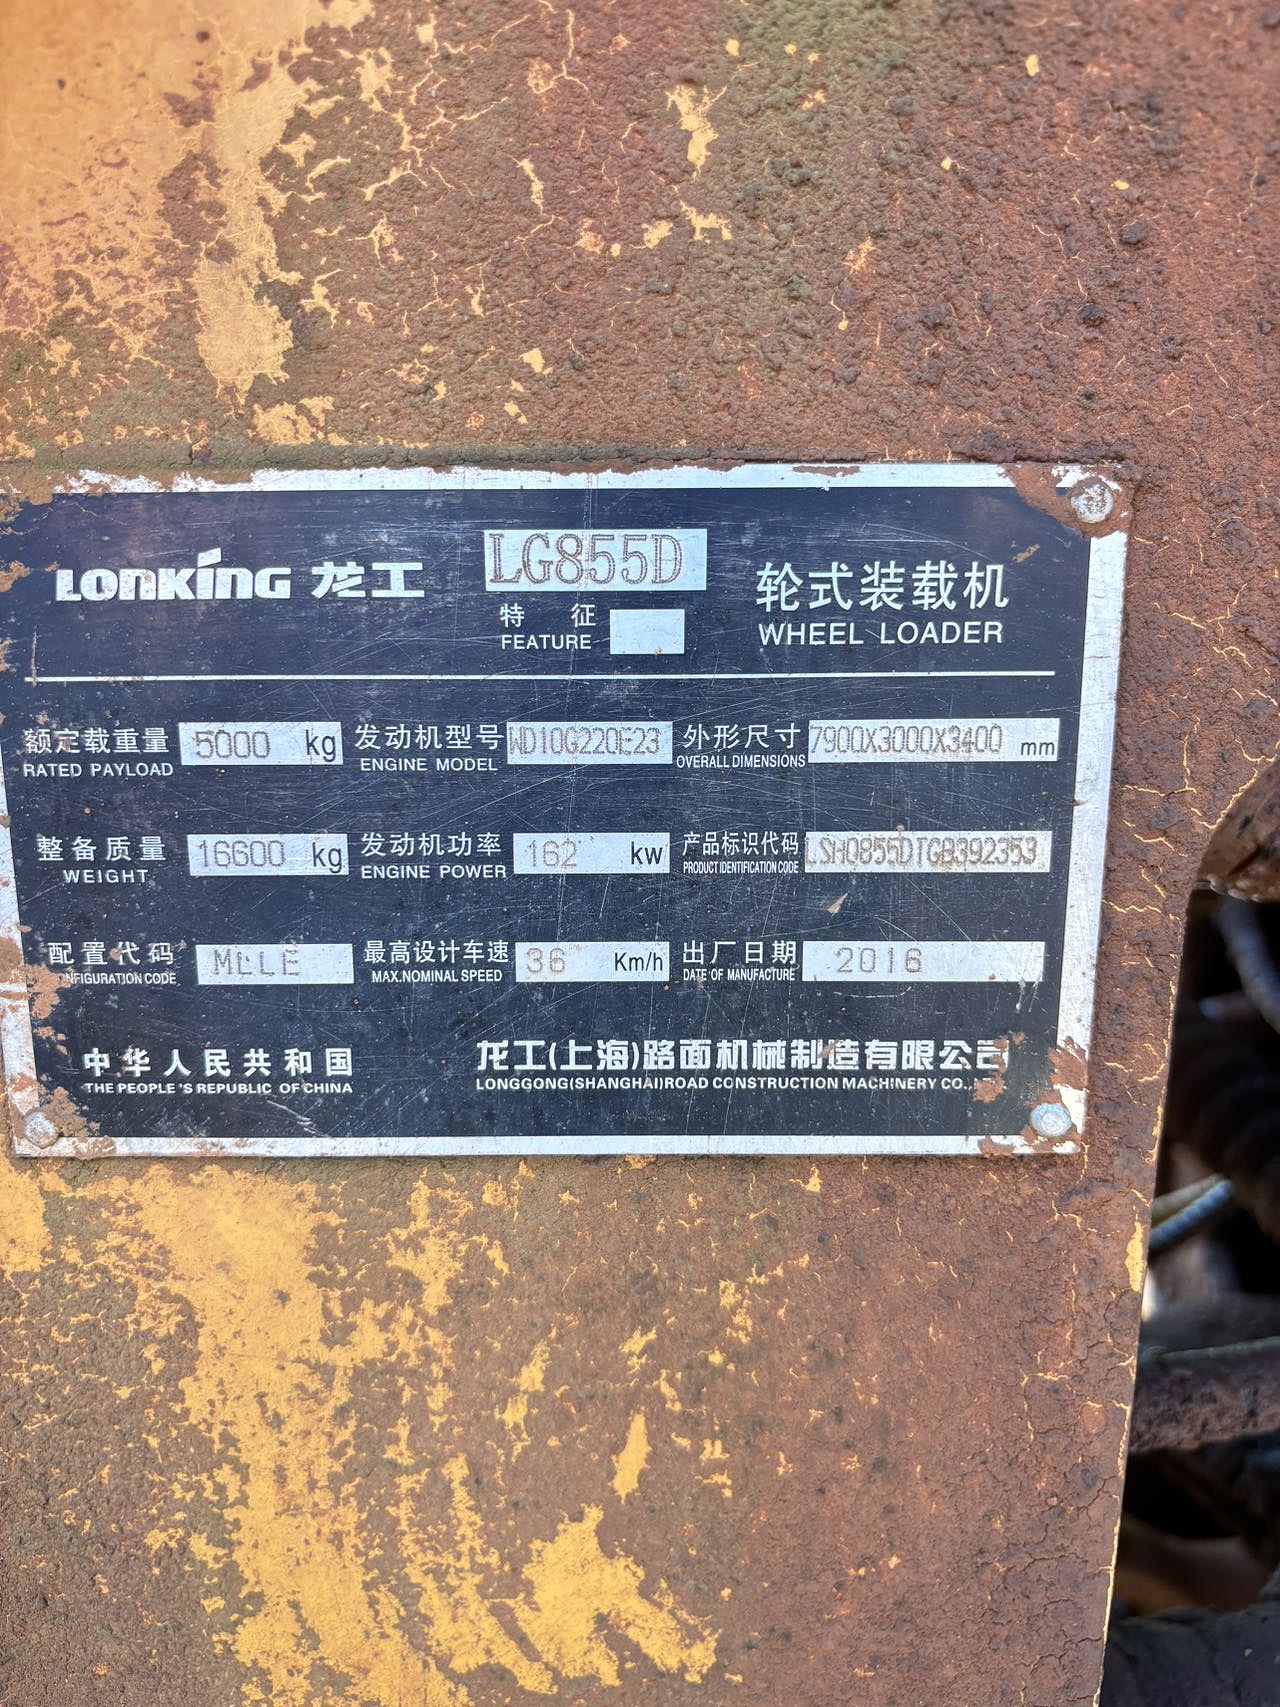 LONKING 龙工 LG855D 轮式装载机
特 征
FEATURE WHEEL LOADER
额定载重量 5000 kg 发动机型号 WD10G220E23 外形尺寸 7900X3000X3400 mm
RATED PAYLOAD ENGINE MODEL OVERALL DIMENSIONS
整备质量 16600 kg 发动机功率 162 kw 产品标识代码 LSH0855DTGB392353
WEIGHT ENGINE POWER PRODUCT IDENTIFICATION CODE
配置代码 MLLE 最高设计车速 36 Km/h 出厂日期 2016
NFIGURATION CODE MAX.NOMINAL SPEED DATE OF MANUFACTURE
中华人民共和国 龙工(上海)路面机械制造有限公司
THE PEOPLE'S REPUBLIC OF CHINA LONGGONG(SHANGHAI)ROAD CONSTRUCTION MACHINERY CO.,